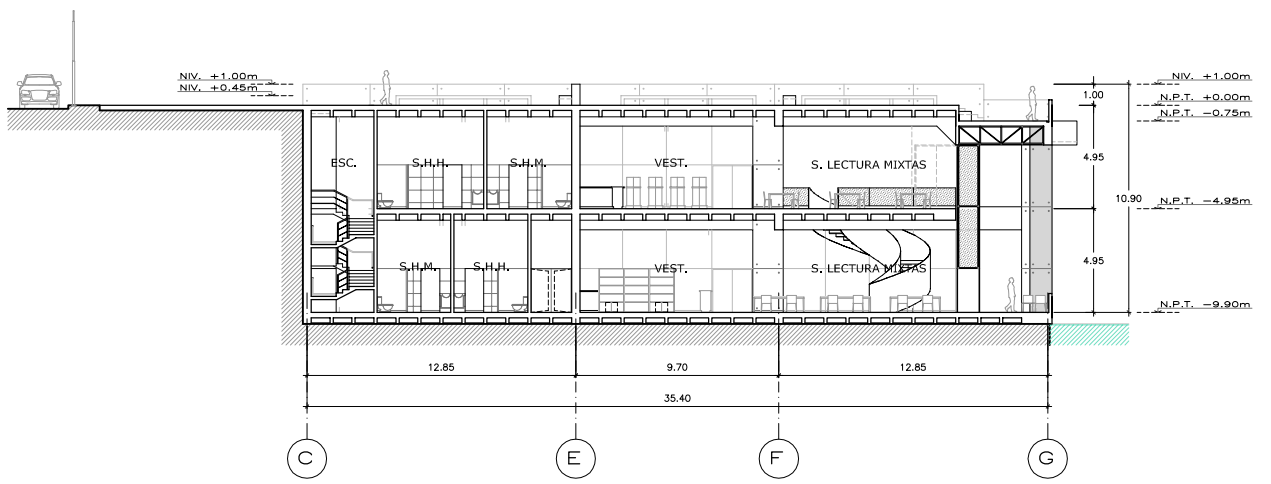 NIV. +1.00m
NIV. +0.45m
NIV. +1.00m
N.P.T. +0.00m
N.P.T. -0.75m
1.00
ESC.
S.H.H.
S.H.M.
VEST.
S. LECTURA MIXTAS
4.95
10.90
N.P.T. -4.95m
S.H.M.
S.H.H.
VEST.
S. LECTURA MIXTAS
4.95
N.P.T. -9.90m
12.85
9.70
12.85
35.40
C
E
F
G